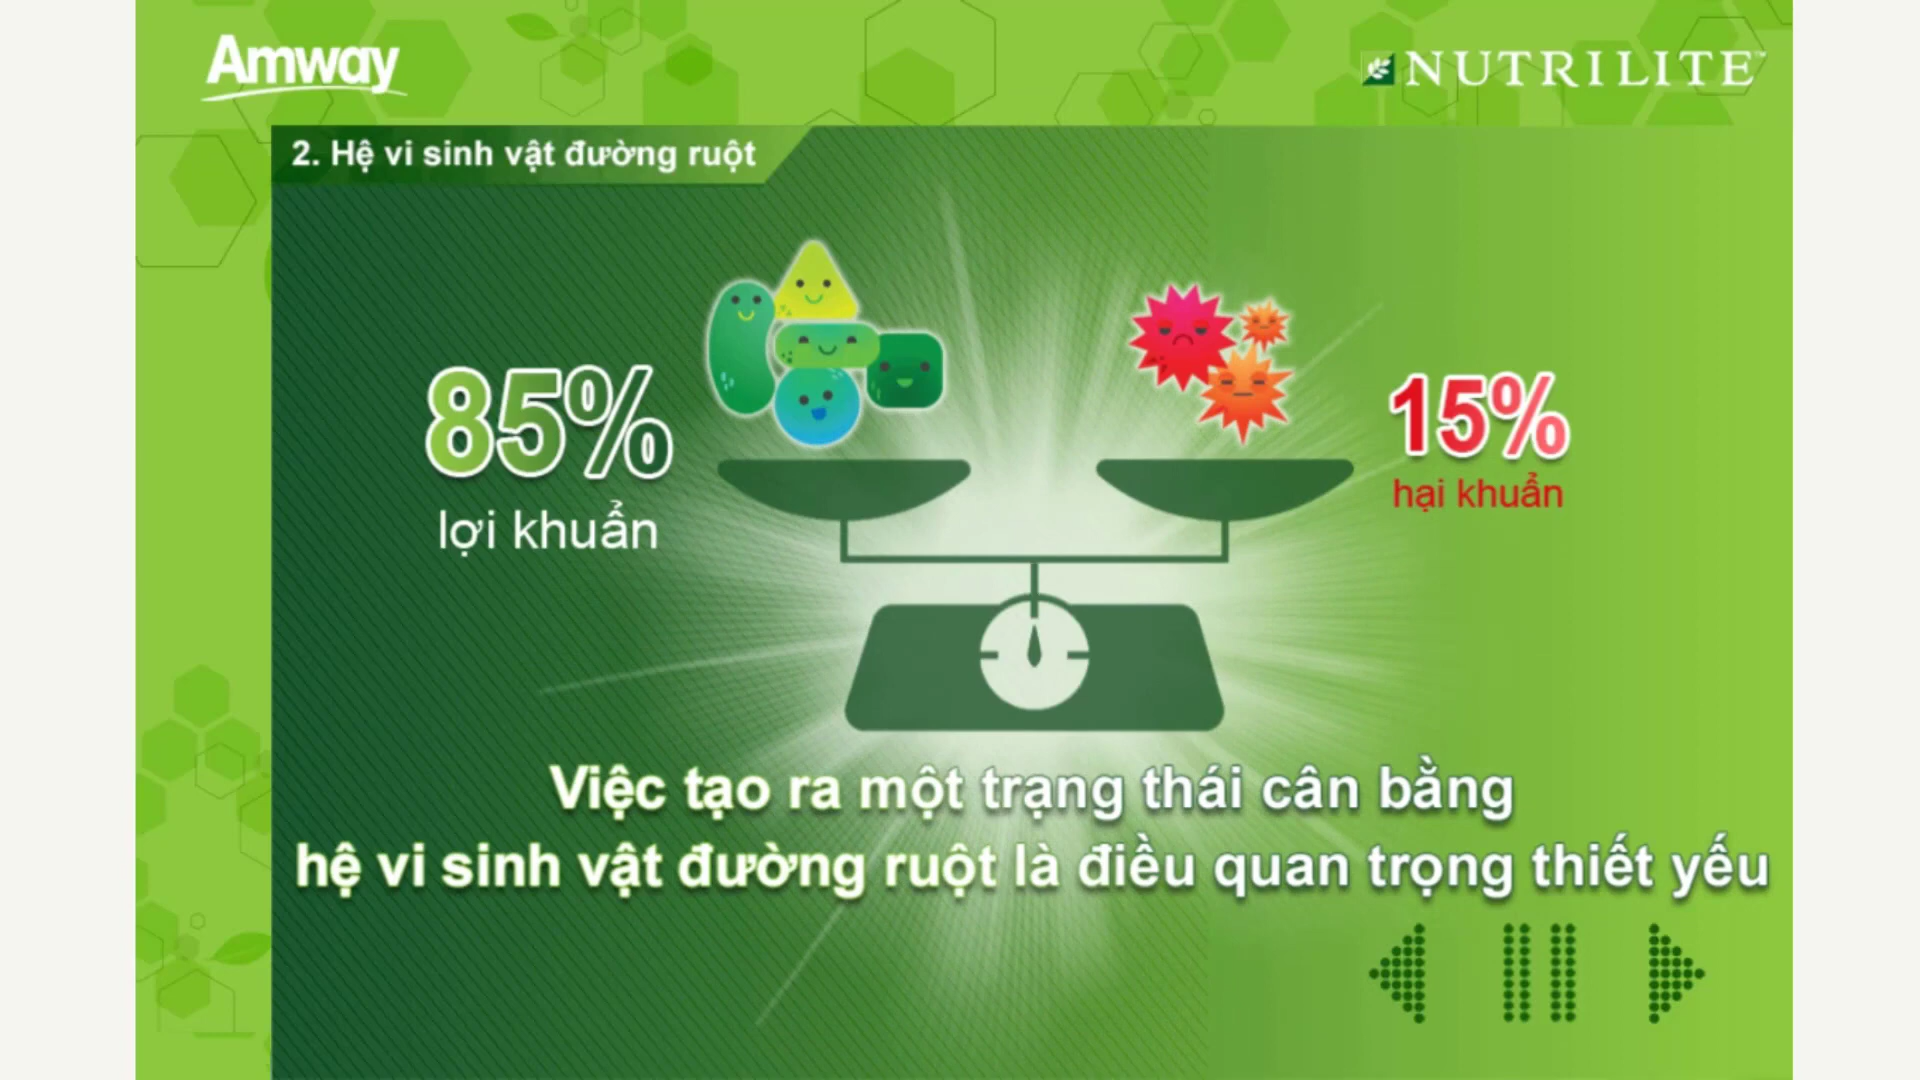 Amway
NUTRILITE™
2. Hệ vi sinh vật đường ruột
85%
lợi khuẩn
15%
hại khuẩn
Việc tạo ra một trạng thái cân bằng
hệ vi sinh vật đường ruột là điều quan trọng thiết yếu